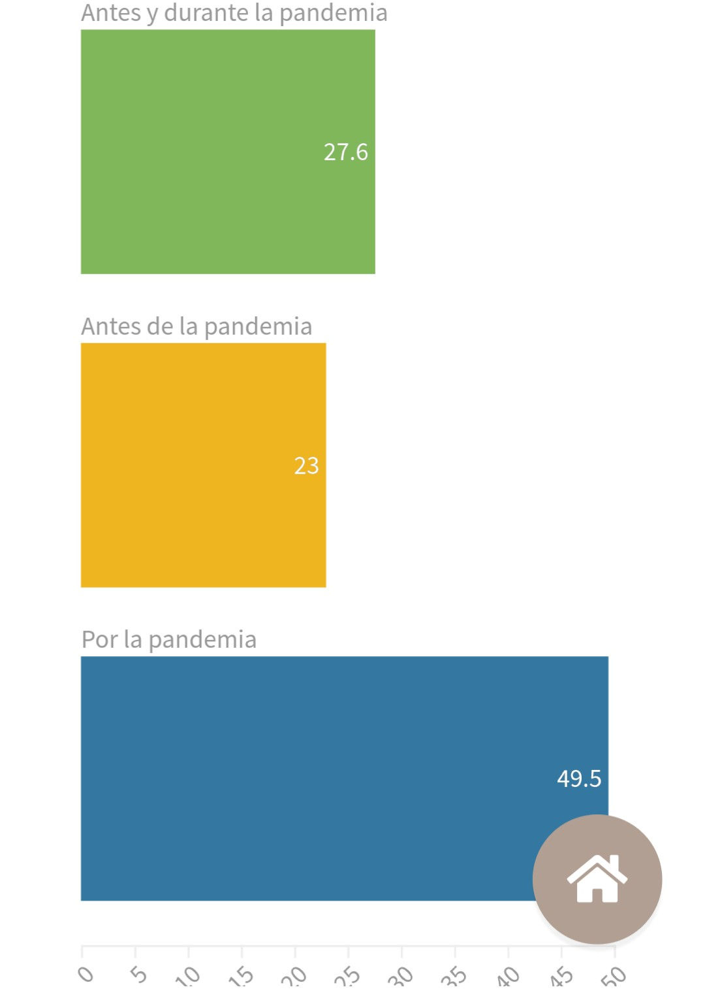 Antes y durante la pandemia
27.6
Antes de la pandemia
23
Por la pandemia
49.5
0 5 10 15 20 25 30 35 40 45 50